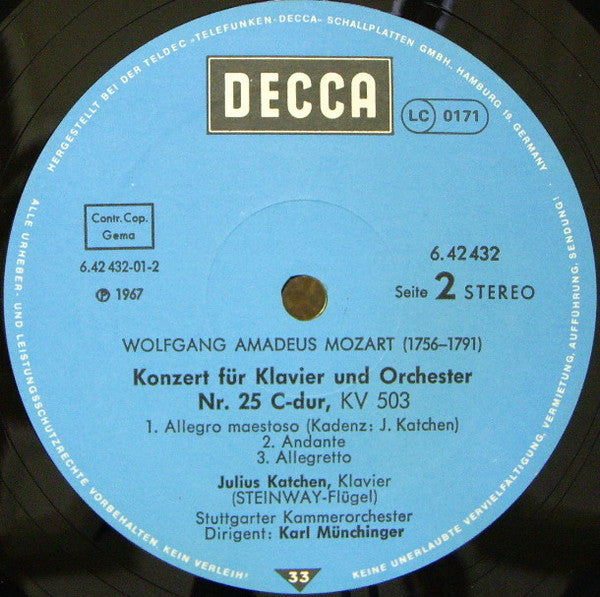 HERGESTELLT BEI DER TELDEC »TELEFUNKEN-DECCA« SCHALLPLATTEN GMBH., HAMBURG 19, GERMANY ·
DECCA
LC 0171
Contr. Cop.
Gema
6.42 432-01-2
Ⓟ 1967
6.42432
Seite 2 STEREO
WOLFGANG AMADEUS MOZART (1756–1791)
Konzert für Klavier und Orchester
Nr. 25 C-dur, KV 503
1. Allegro maestoso (Kadenz: J. Katchen)
2. Andante
3. Allegretto
Julius Katchen, Klavier
(STEINWAY-Flügel)
Stuttgarter Kammerorchester
Dirigent: Karl Münchinger
33
ALLE URHEBER- UND LEISTUNGSSCHUTZRECHTE VORBEHALTEN. KEIN VERLEIH!
KEINE UNERLAUBTE VERVIELFÄLTIGUNG, VERMIETUNG, AUFFÜHRUNG, SENDUNG!